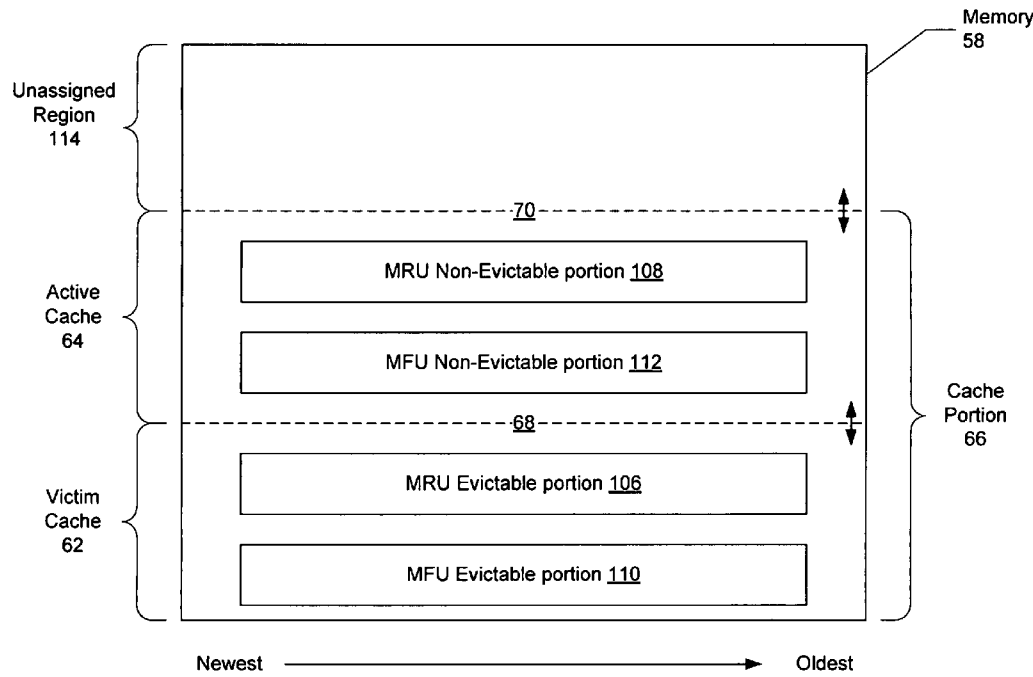 Memory
58
Unassigned
Region
114
70
MRU Non-Evictable portion 108
Active
Cache
64
MFU Non-Evictable portion 112
Cache
Portion
66
68
MRU Evictable portion 106
Victim
Cache
62
MFU Evictable portion 110
Newest
Oldest